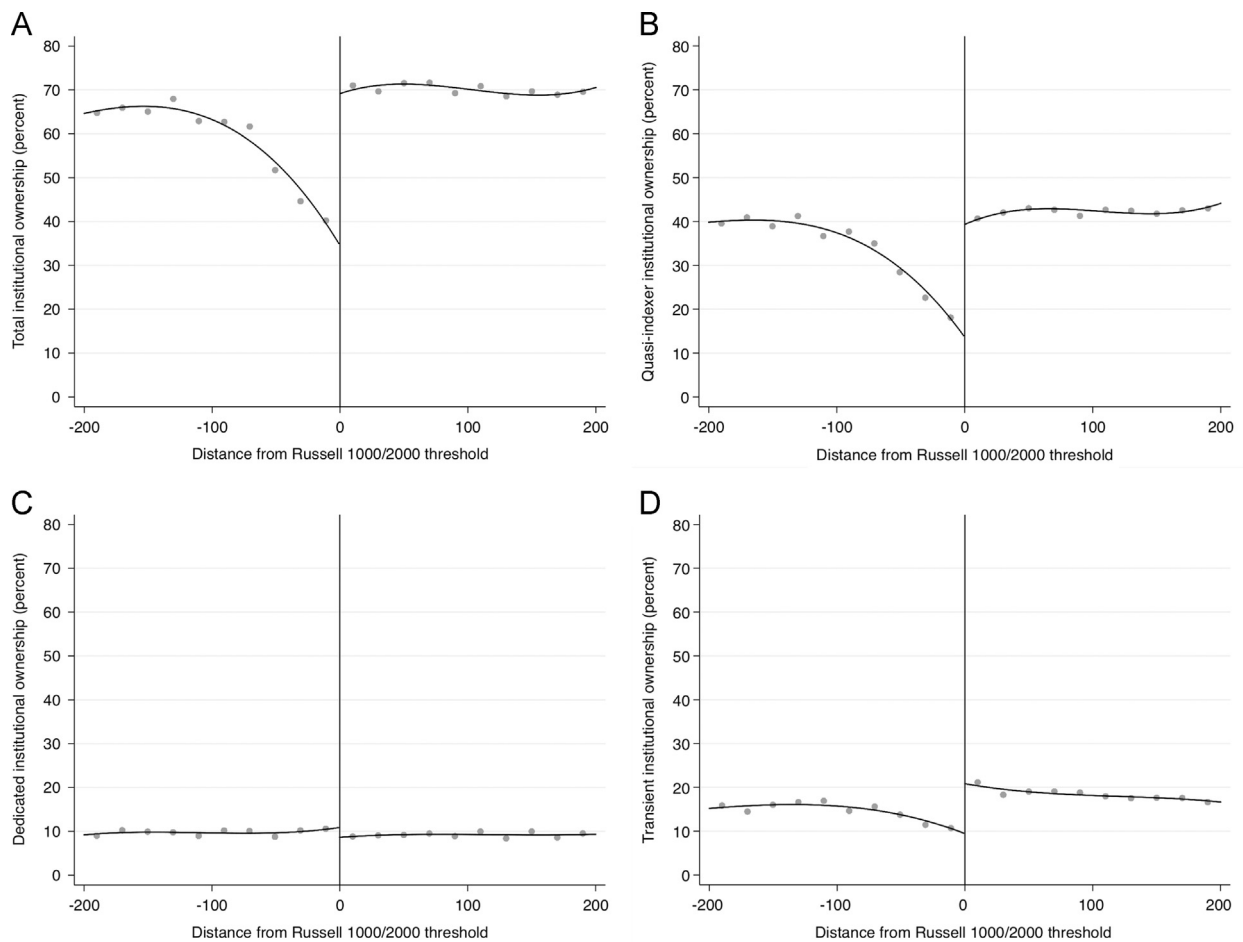 A
Total institutional ownership (percent)
80
70
60
50
40
30
20
10
0
-200 -100 0 100 200
Distance from Russell 1000/2000 threshold
B
Quasi-indexer institutional ownership (percent)
80
70
60
50
40
30
20
10
0
-200 -100 0 100 200
Distance from Russell 1000/2000 threshold
C
Dedicated institutional ownership (percent)
80
70
60
50
40
30
20
10
0
-200 -100 0 100 200
Distance from Russell 1000/2000 threshold
D
Transient institutional ownership (percent)
80
70
60
50
40
30
20
10
0
-200 -100 0 100 200
Distance from Russell 1000/2000 threshold